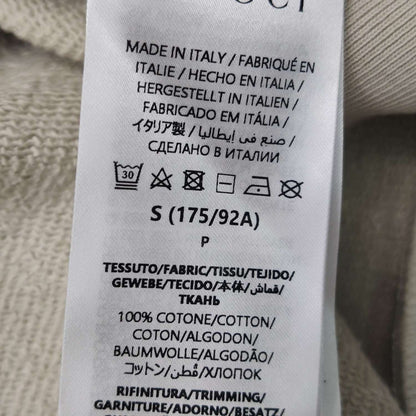 MADE IN ITALY / FABRIQUÉ EN
ITALIE / HECHO EN ITALIA /
HERGESTELLT IN ITALIEN /
FABRICADO EM ITÁLIA /
イタリア製 / صنع في إيطاليا /
СДЕЛАНО В ИТАЛИИ
30
S (175/92A)
P
TESSUTO/FABRIC/TISSU/TEJIDO/
GEWEBE/TECIDO/本体/قماش/
ТКАНЬ
100% COTONE/COTTON/
COTON/ALGODON/
BAUMWOLLE/ALGODÃO/
コットン/قطن/ХЛОПОК
RIFINITURA/TRIMMING/
GARNITURE/ADORNO/BESATZ/